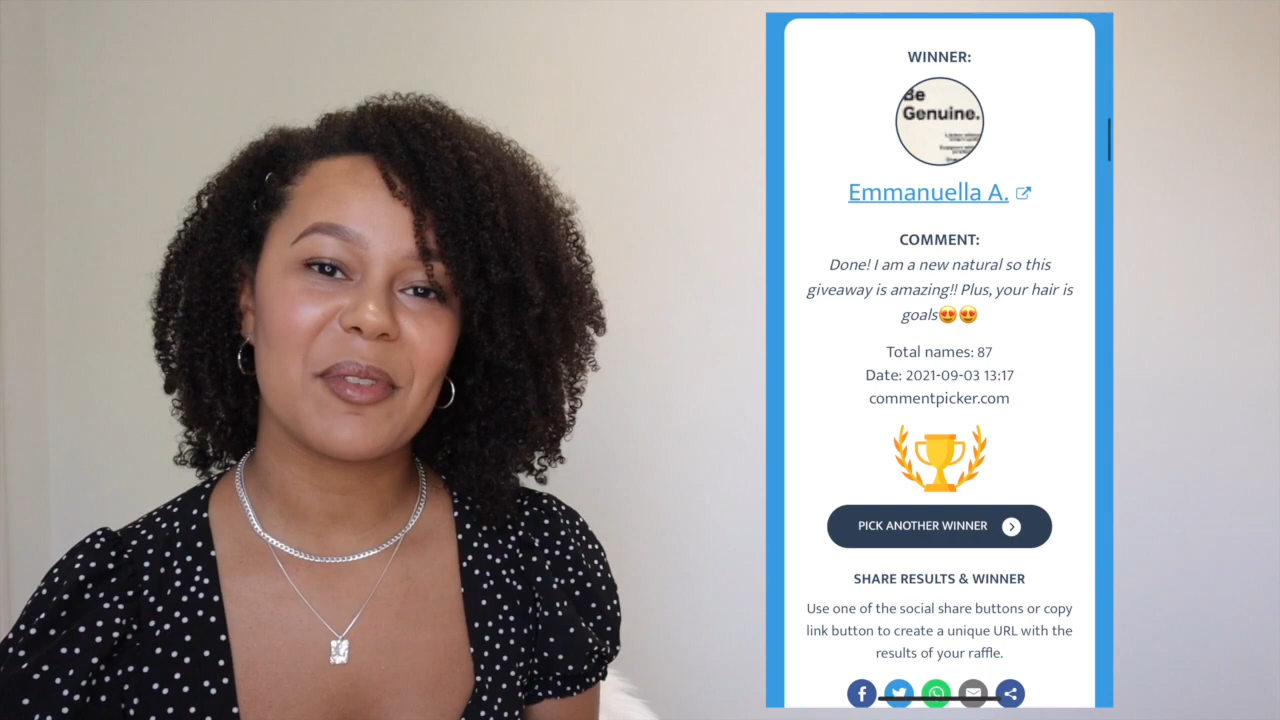 WINNER:
Be
Genuine.
Emmanuella A.
COMMENT:
Done! I am a new natural so this
giveaway is amazing!! Plus, your hair is
goals😍😍
Total names: 87
Date: 2021-09-03 13:17
commentpicker.com
PICK ANOTHER WINNER
SHARE RESULTS & WINNER
Use one of the social share buttons or copy
link button to create a unique URL with the
results of your raffle.